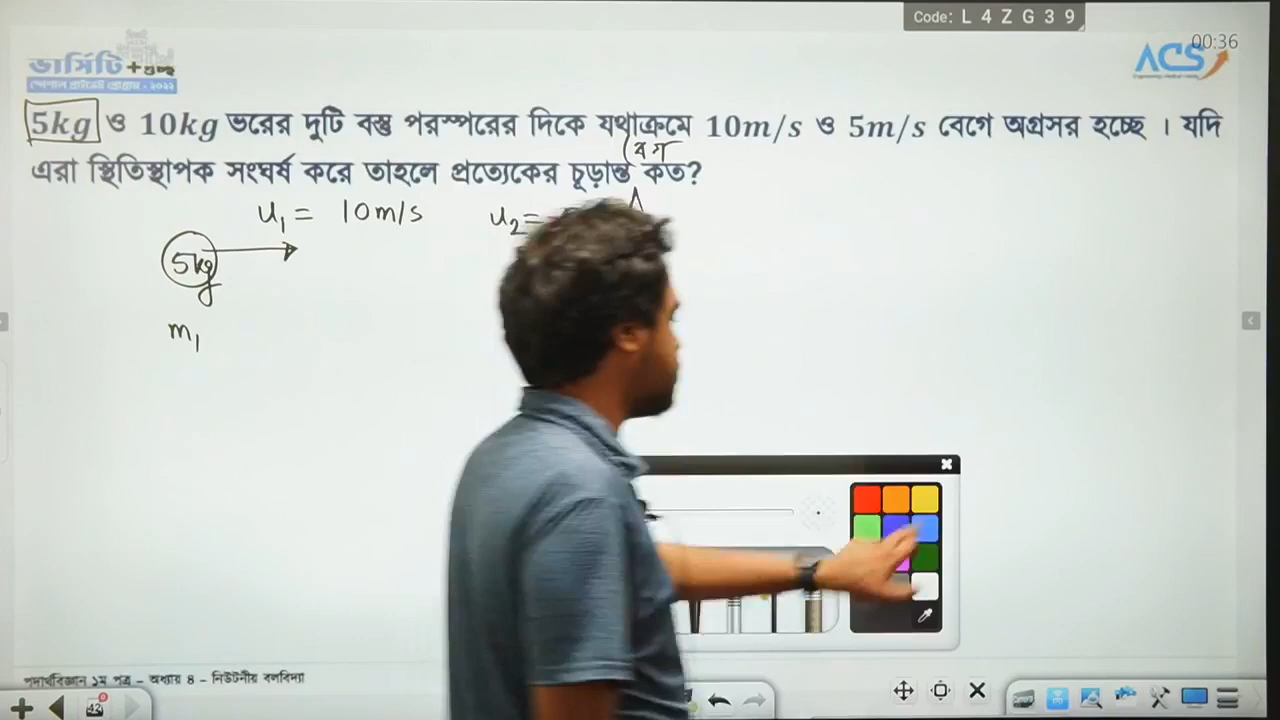 Code: L 4 Z G 3 9
00:36
ভার্সিটি + গুচ্ছ
স্পেশাল প্রাইভেট প্রোগ্রাম - ২০২২
ACS
5kg ও 10kg ভরের দুটি বস্তু পরস্পরের দিকে যথাক্রমে 10m/s ও 5m/s বেগে অগ্রসর হচ্ছে । যদি
বেগ
এরা স্থিতিস্থাপক সংঘর্ষ করে তাহলে প্রত্যেকের চূড়ান্ত কত?
u₁ = 10m/s u₂ =
5kg
m₁
পদার্থবিজ্ঞান ১ম পত্র – অধ্যায় ৪ – নিউটনীয় বলবিদ্যা
42